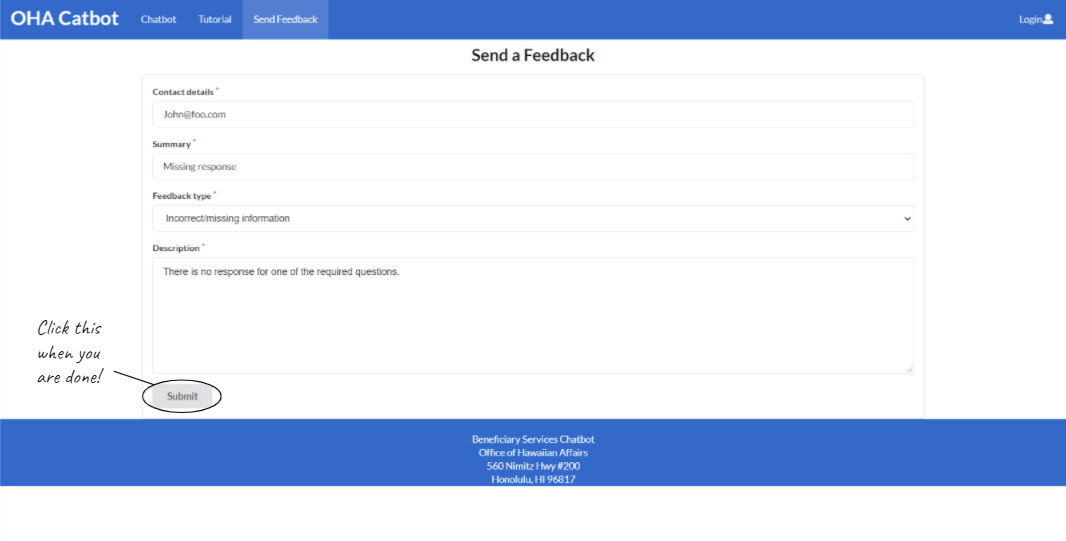 OHA Catbot Chatbot Tutorial Send Feedback Login
Send a Feedback
Contact details *
John@foo.com
Summary *
Missing response
Feedback type *
Incorrect/missing information
Description *
There is no response for one of the required questions.
Click this
when you
are done!
Submit
Beneficiary Services Chatbot
Office of Hawaiian Affairs
560 Nimitz Hwy #200
Honolulu, HI 96817